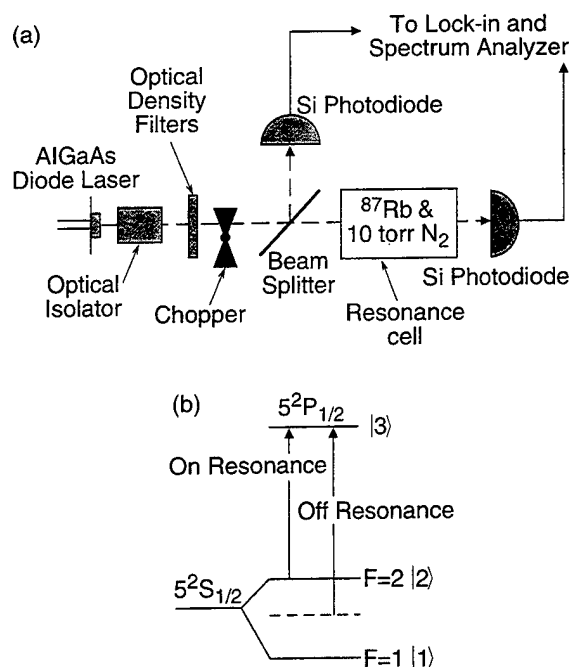 (a)
To Lock-in and
Spectrum Analyzer
Optical
Density
Filters
Si Photodiode
AlGaAs
Diode Laser
⁸⁷Rb &
10 torr N₂
Optical
Isolator
Chopper
Beam
Splitter
Resonance
cell
Si Photodiode
(b)
5²P₁/₂
|3⟩
On Resonance
Off Resonance
5²S₁/₂
F=2 |2⟩
F=1 |1⟩